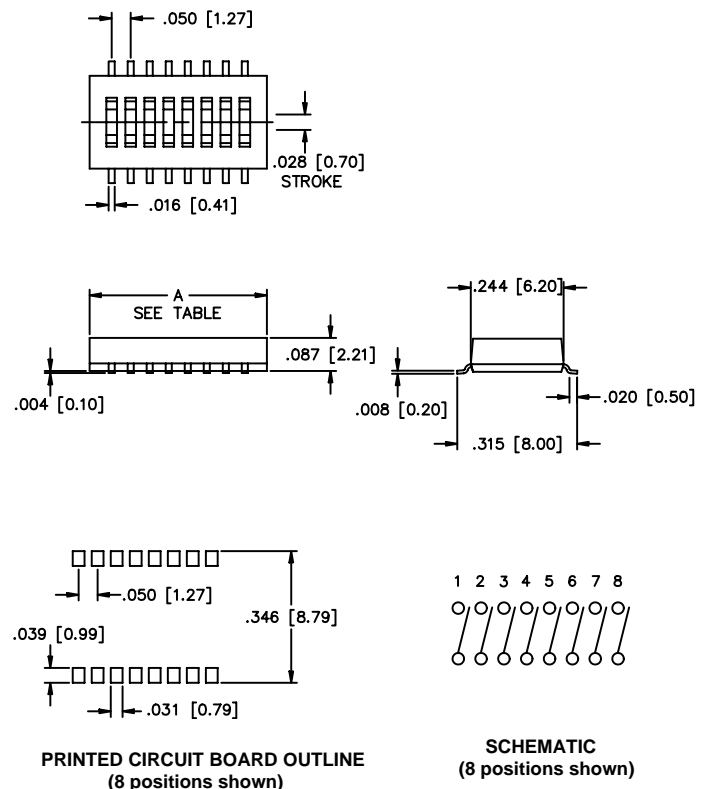 .050 [1.27]
.028 [0.70]
STROKE
.016 [0.41]
A
SEE TABLE
.087 [2.21]
.004 [0.10]
.244 [6.20]
.008 [0.20]
.020 [0.50]
.315 [8.00]
.050 [1.27]
.346 [8.79]
.039 [0.99]
.031 [0.79]
1 2 3 4 5 6 7 8
PRINTED CIRCUIT BOARD OUTLINE
(8 positions shown)
SCHEMATIC
(8 positions shown)